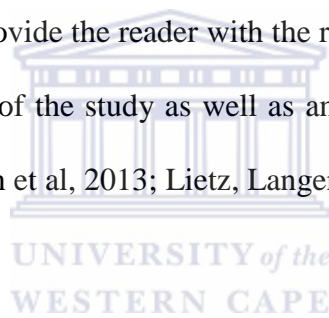 ovide the reader with the r
of the study as well as an
n et al, 2013; Lietz, Langer
UNIVERSITY of the
WESTERN CAPE